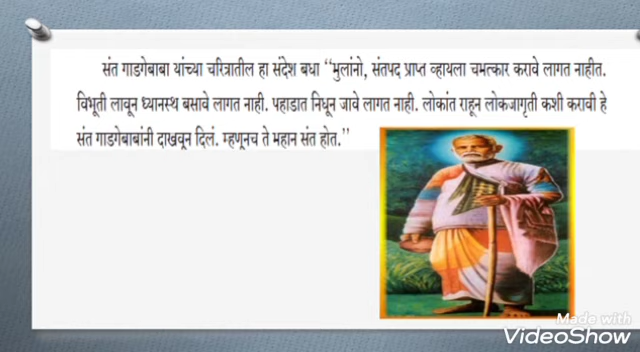 संत गाडगेबाबा यांच्या चरित्रातील हा संदेश बघा “भुलांनो, संतपद प्राप्त व्हायला चमत्कार करावे लागत नाहीत.
विभूती लावून ध्यानस्थ बसावे लागत नाही. पहाडात निघून जावे लागत नाही. लोकांत राहून लोकजागृती कशी करावी हे
संत गाडगेबाबांनी दाखवून दिलं. म्हणूनच ते महान संत होत.”
Made with
VideoShow